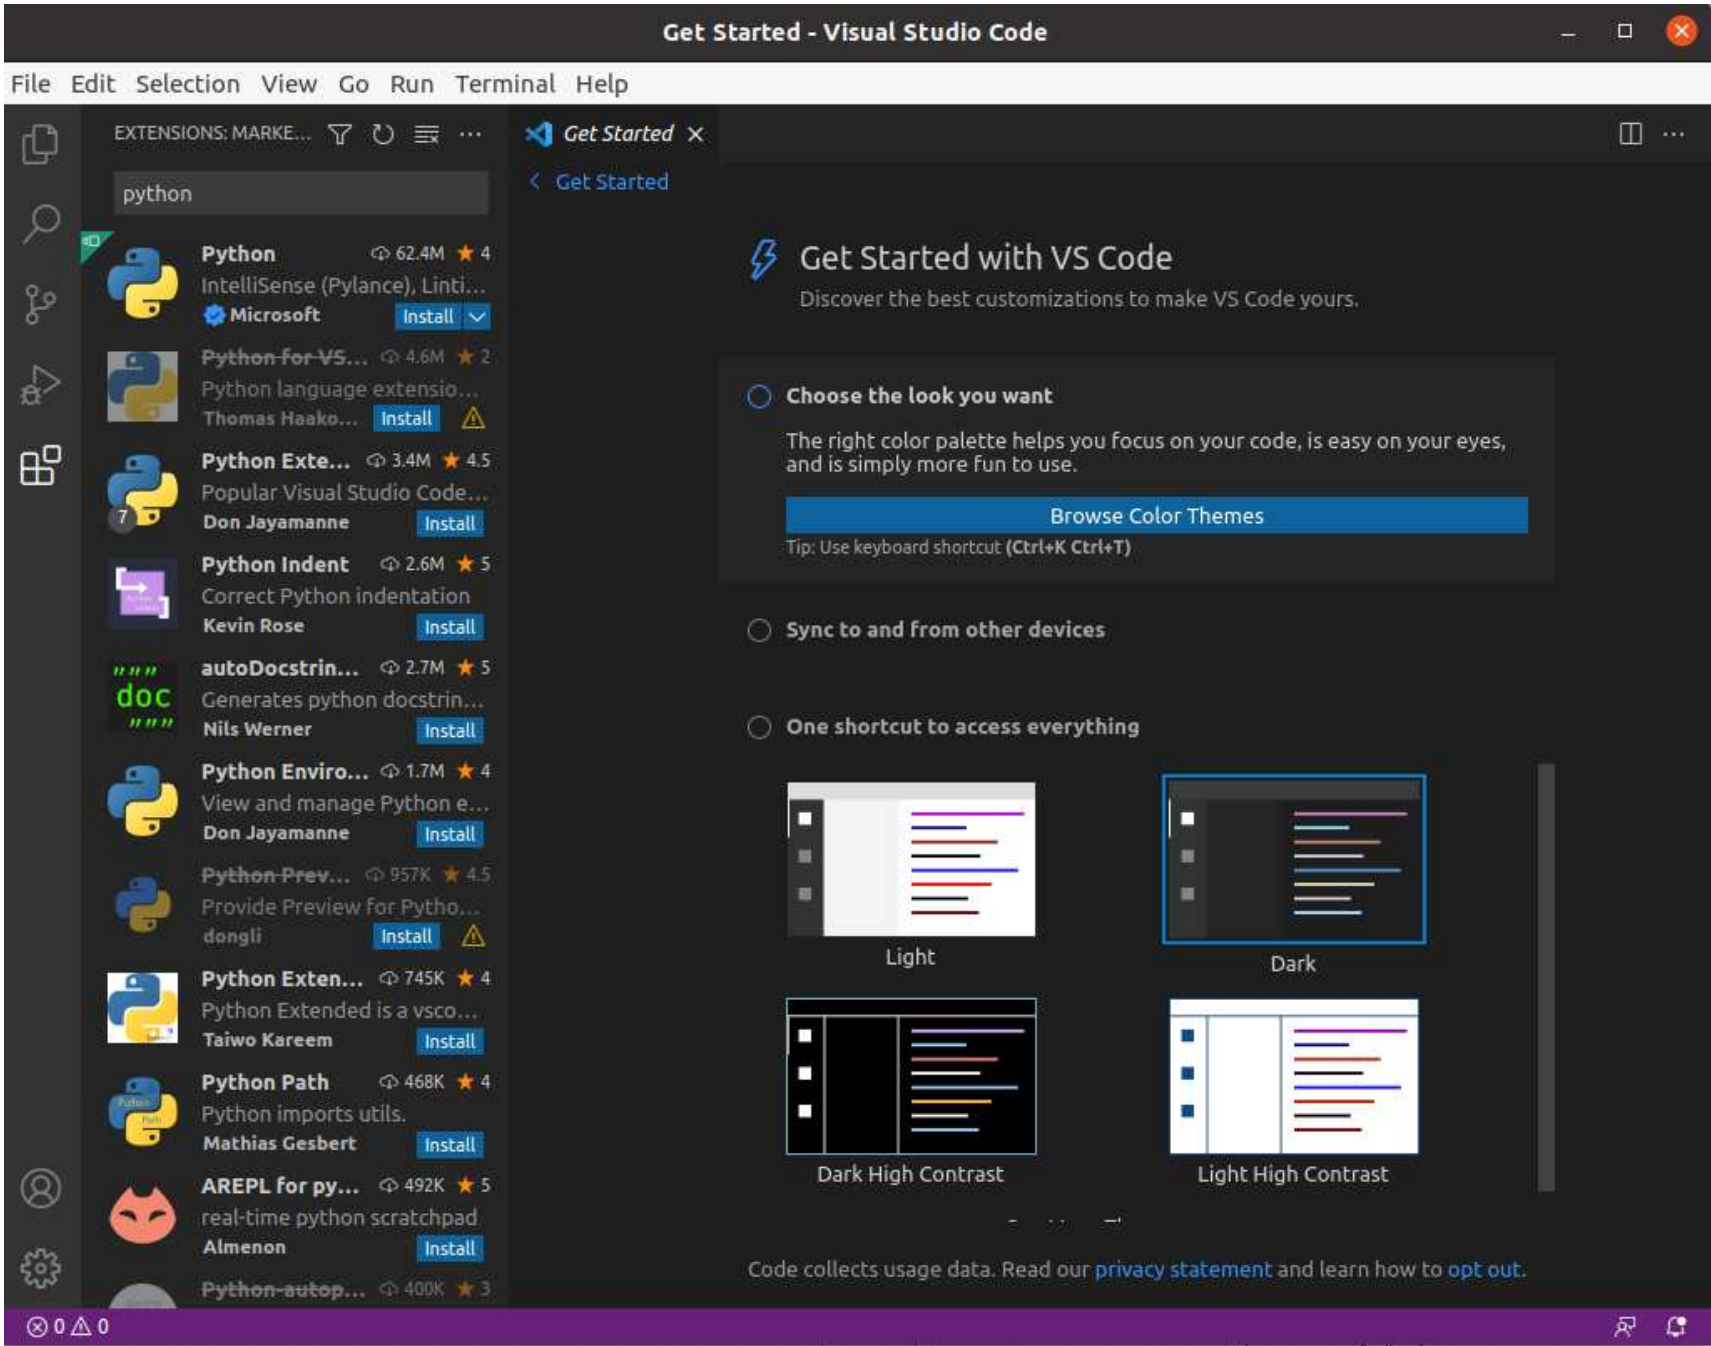 Get Started - Visual Studio Code
File Edit Selection View Go Run Terminal Help
EXTENSIONS: MARKE...
python
Python 62.4M ★ 4
IntelliSense (Pylance), Linti...
Microsoft Install
Python for VS... 4.6M ★ 2
Python language extensio...
Thomas Haako... Install
Python Exte... 3.4M ★ 4.5
Popular Visual Studio Code...
7
Don Jayamanne Install
Python Indent 2.6M ★ 5
Correct Python indentation
Kevin Rose Install
autoDocstrin... 2.7M ★ 5
"""
doc
"""
Generates python docstrin...
Nils Werner Install
Python Enviro... 1.7M ★ 4
View and manage Python e...
Don Jayamanne Install
Python Prev... 957K ★ 4.5
Provide Preview for Pytho...
dongli Install
Python Exten... 745K ★ 4
Python Extended is a vsco...
Taiwo Kareem Install
Python Path 468K ★ 4
Python imports utils.
Mathias Gesbert Install
AREPL for py... 492K ★ 5
real-time python scratchpad
Almenon Install
Python-autop... 400K ★ 3
Get Started
Get Started
Get Started with VS Code
Discover the best customizations to make VS Code yours.
Choose the look you want
The right color palette helps you focus on your code, is easy on your eyes,
and is simply more fun to use.
Browse Color Themes
Tip: Use keyboard shortcut (Ctrl+K Ctrl+T)
Sync to and from other devices
One shortcut to access everything
Light
Dark
Dark High Contrast
Light High Contrast
Code collects usage data. Read our privacy statement and learn how to opt out.
0 0